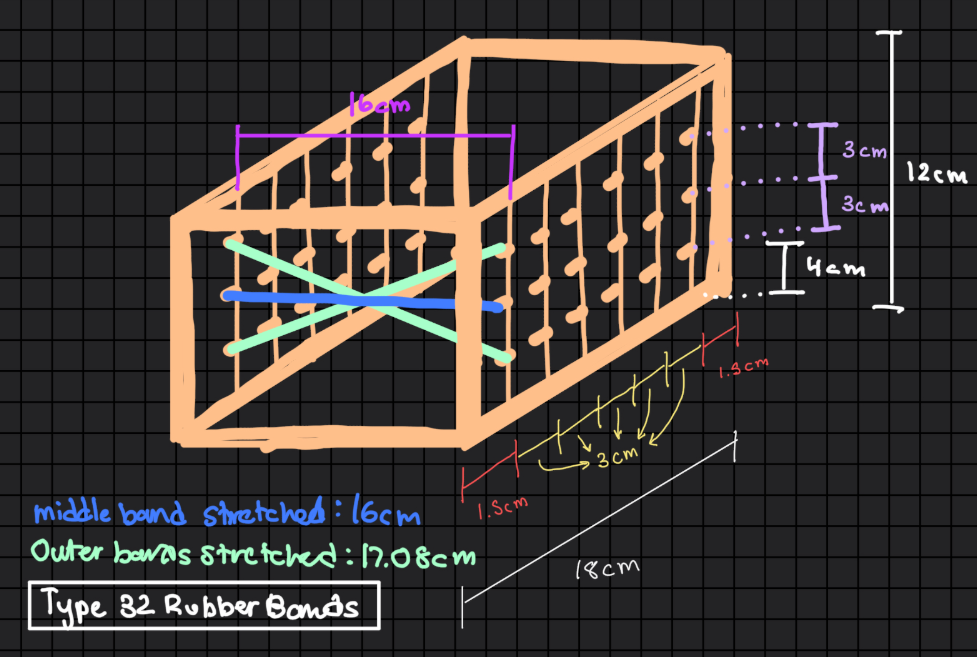 16cm
3cm
12cm
3cm
4cm
1.5cm
3cm
1.5cm
18cm
middle band stretched: 16cm
Outer bands stretched: 17.08cm
Type 32 Rubber Bands